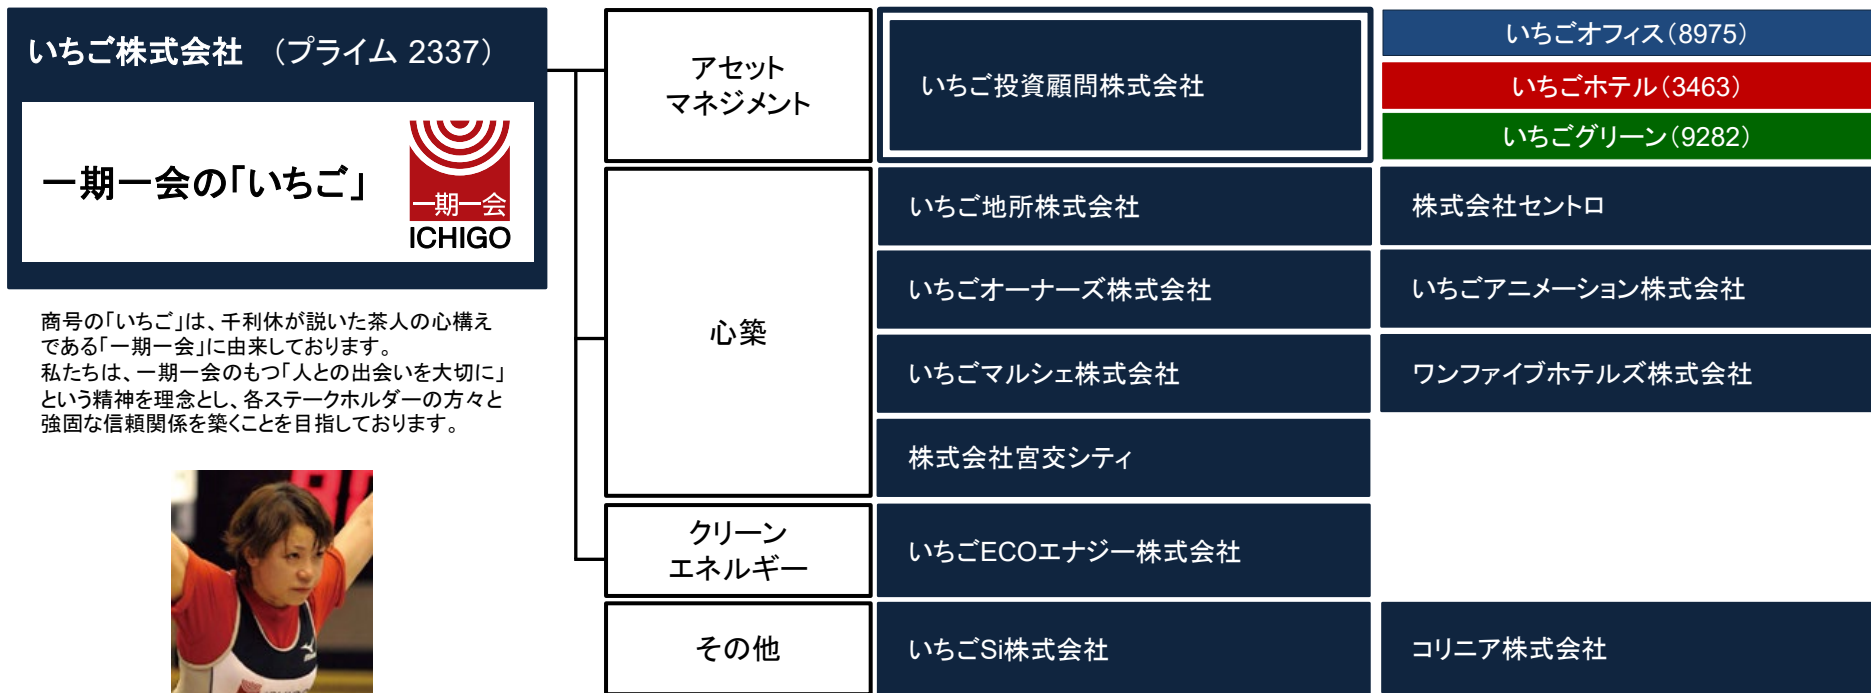 いちご株式会社 (プライム 2337)
一期一会の「いちご」
一期一会
ICHIGO
商号の「いちご」は、千利休が説いた茶人の心構え
である「一期一会」に由来しております。
私たちは、一期一会のもつ「人との出会いを大切に」
という精神を理念とし、各ステークホルダーの方々と
強固な信頼関係を築くことを目指しております。
アセット
マネジメント
いちご投資顧問株式会社
いちごオフィス(8975)
いちごホテル(3463)
いちごグリーン(9282)
心築
いちご地所株式会社
株式会社セントロ
いちごオーナーズ株式会社
いちごアニメーション株式会社
いちごマルシェ株式会社
ワンファイブホテルズ株式会社
株式会社宮交シティ
クリーン
エネルギー
いちごECOエナジー株式会社
その他
いちごSi株式会社
コリニア株式会社